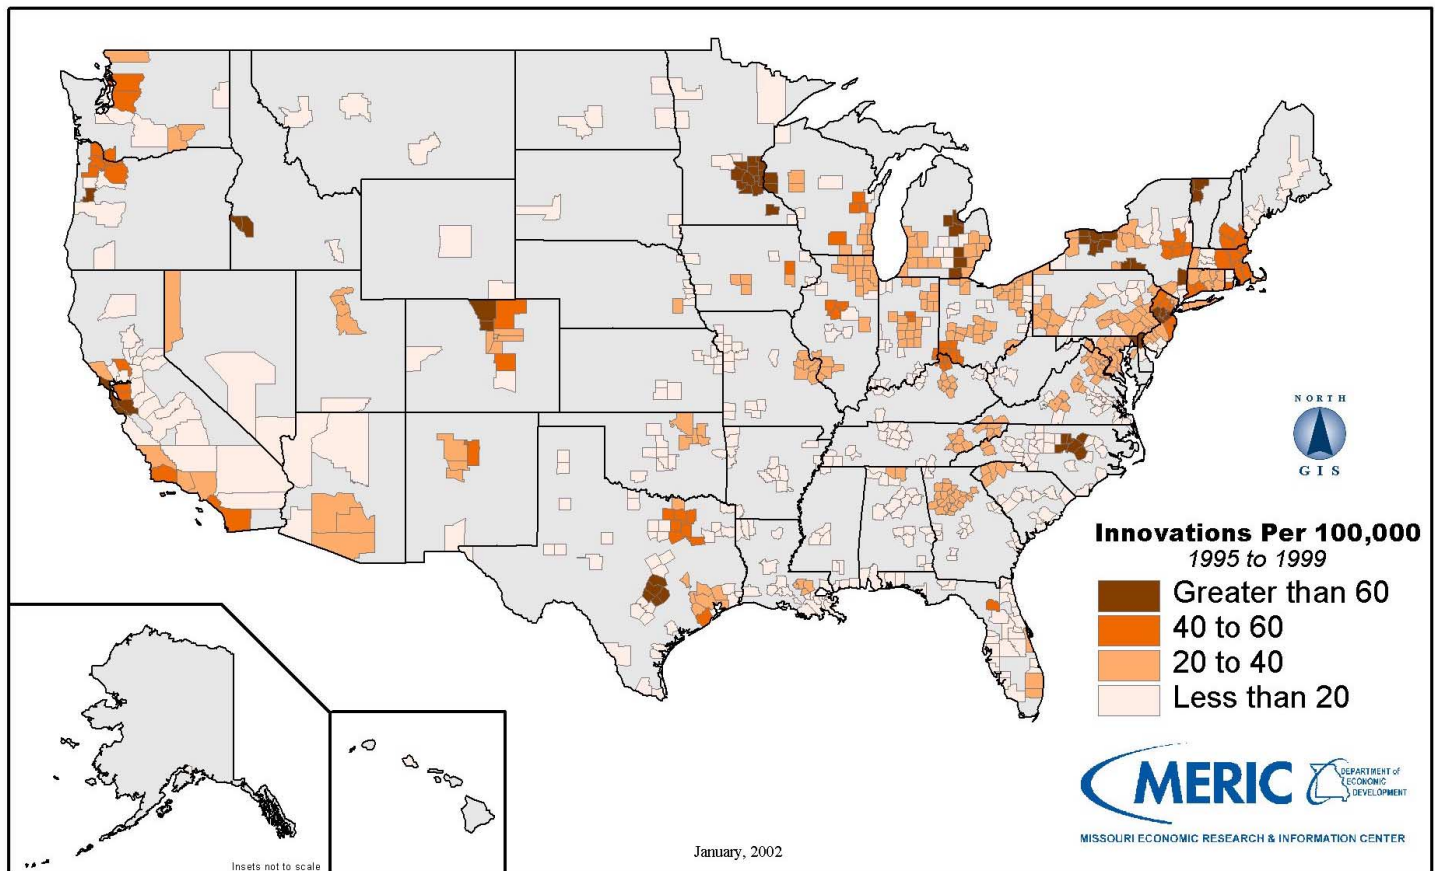 NORTH
GIS
Innovations Per 100,000
1995 to 1999
Greater than 60
40 to 60
20 to 40
Less than 20
MERIC
DEPARTMENT of
ECONOMIC
DEVELOPMENT
MISSOURI ECONOMIC RESEARCH & INFORMATION CENTER
January, 2002
Insets not to scale